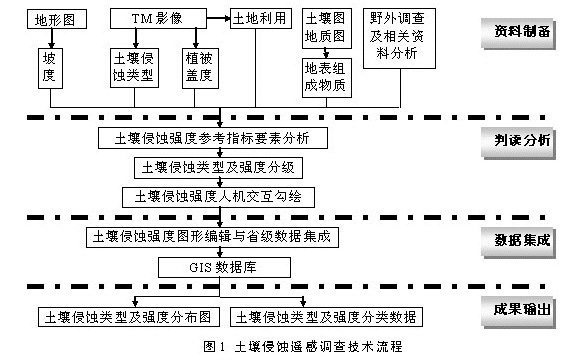 地形图
TM 影像
土地利用
土壤图
地质图
野外调查
及相关资
料分析
资料制备
坡
度
土壤侵
蚀类型
植被
盖度
地表组
成物质
土壤侵蚀强度参考指标要素分析
判读分析
土壤侵蚀类型及强度分级
土壤侵蚀强度人机交互勾绘
土壤侵蚀强度图形编辑与省级数据集成
数据集成
GIS 数据库
土壤侵蚀类型及强度分布图
土壤侵蚀类型及强度分类数据
成果输出
图 1 土壤侵蚀遥感调查技术流程